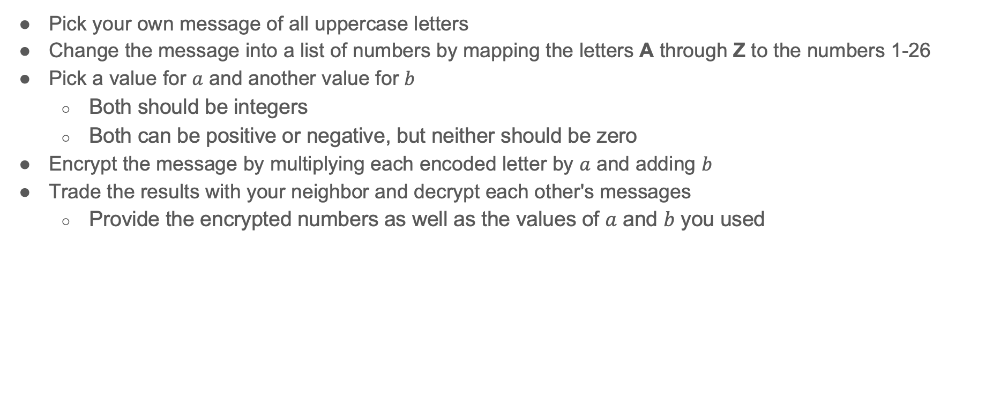 ● Pick your own message of all uppercase letters
● Change the message into a list of numbers by mapping the letters A through Z to the numbers 1-26
● Pick a value for a and another value for b
○ Both should be integers
○ Both can be positive or negative, but neither should be zero
● Encrypt the message by multiplying each encoded letter by a and adding b
● Trade the results with your neighbor and decrypt each other's messages
○ Provide the encrypted numbers as well as the values of a and b you used